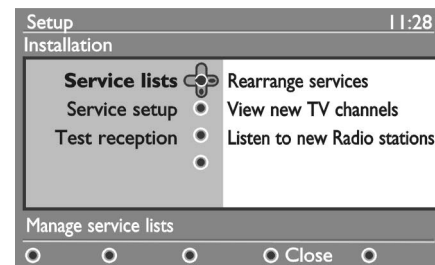 Setup 11:28
Installation
Service lists Rearrange services
Service setup View new TV channels
Test reception Listen to new Radio stations
Manage service lists
Close